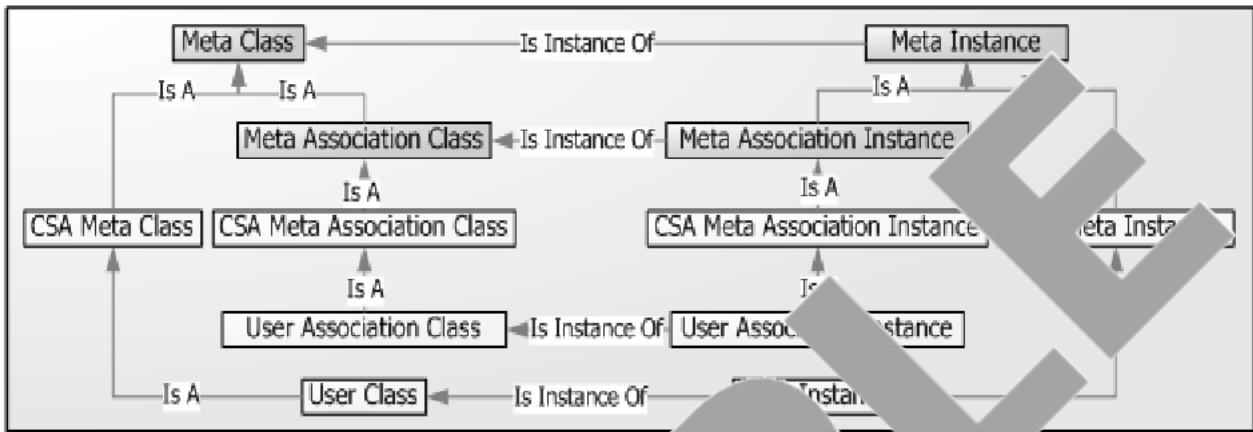 Meta Class
Is Instance Of
Meta Instance
Is A
Is A
Is A
Meta Association Class
Is Instance Of
Meta Association Instance
Is A
Is A
CSA Meta Class
CSA Meta Association Class
CSA Meta Association Instance
Meta
Is A
User Association Class
Is Instance Of
User
Is A
User Class
Is Instance Of